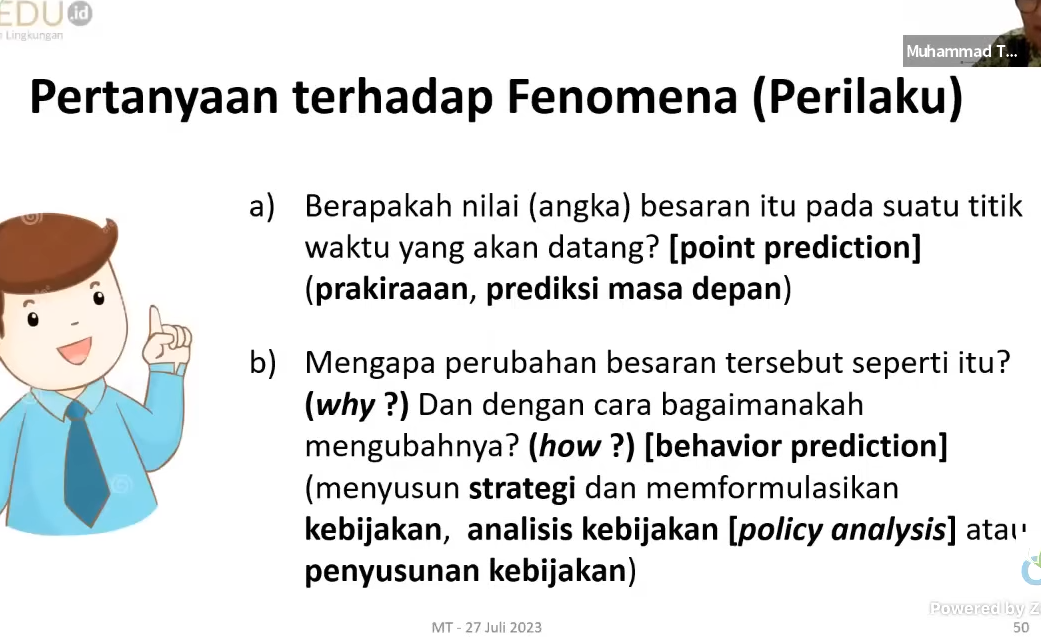 EDU.id
Lingkungan
Muhammad T...
Pertanyaan terhadap Fenomena (Perilaku)
a) Berapakah nilai (angka) besaran itu pada suatu titik
waktu yang akan datang? [point prediction]
(prakiraaan, prediksi masa depan)
b) Mengapa perubahan besaran tersebut seperti itu?
(why ?) Dan dengan cara bagaimanakah
mengubahnya? (how ?) [behavior prediction]
(menyusun strategi dan memformulasikan
kebijakan, analisis kebijakan [policy analysis] atau
penyusunan kebijakan)
Powered by Z
MT - 27 Juli 2023
50